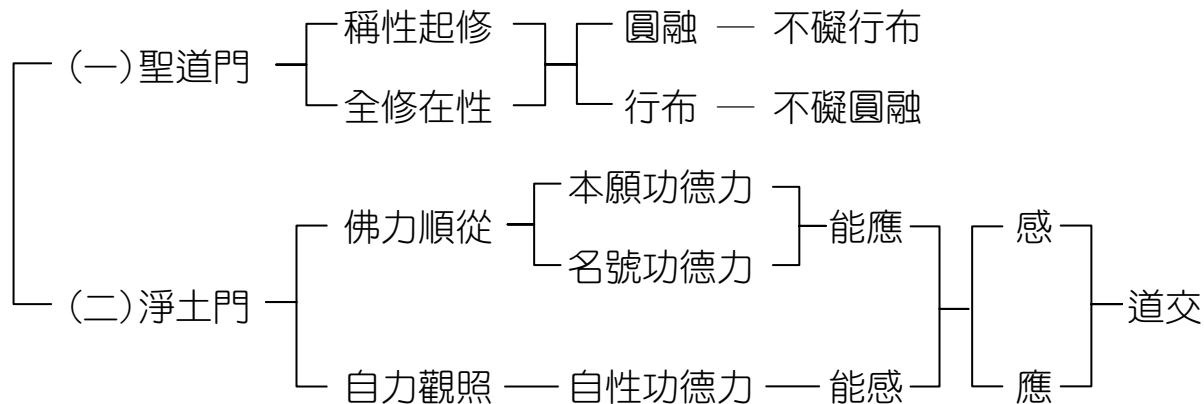 稱性起修 圓融 — 不礙行布
(一)聖道門
全修在性 行布 — 不礙圓融
本願功德力
佛力順從 能應 感
名號功德力
(二)淨土門 道交
自力觀照 自性功德力 能感 應